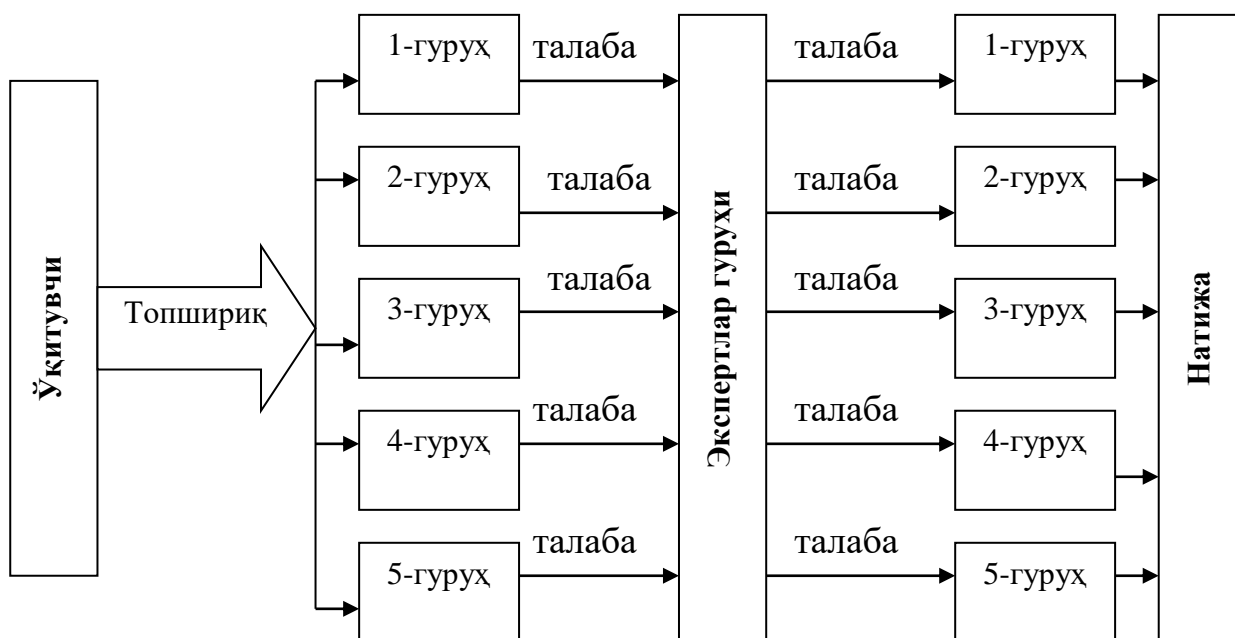 1-гуруҳ талаба талаба 1-гуруҳ
2-гуруҳ талаба талаба 2-гуруҳ
3-гуруҳ талаба талаба 3-гуруҳ
4-гуруҳ талаба талаба 4-гуруҳ
5-гуруҳ талаба талаба 5-гуруҳ
Ўқитувчи
Топшириқ
Экспертлар гуруҳи
Натижа